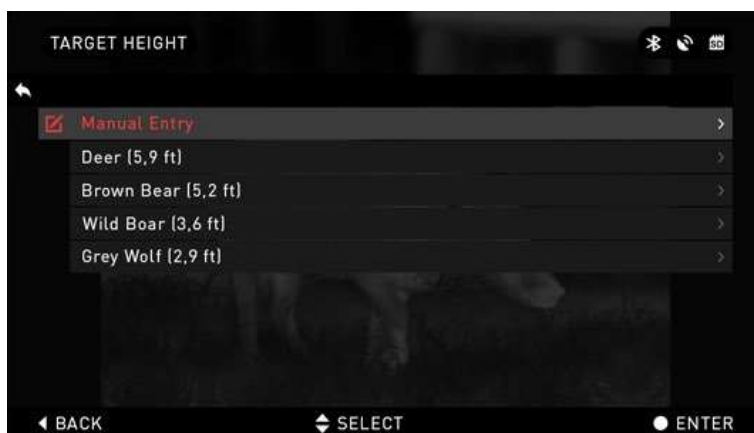 TARGET HEIGHT
SD
Manual Entry
Deer (5,9 ft)
Brown Bear (5,2 ft)
Wild Boar (3,6 ft)
Grey Wolf (2,9 ft)
BACK SELECT ENTER